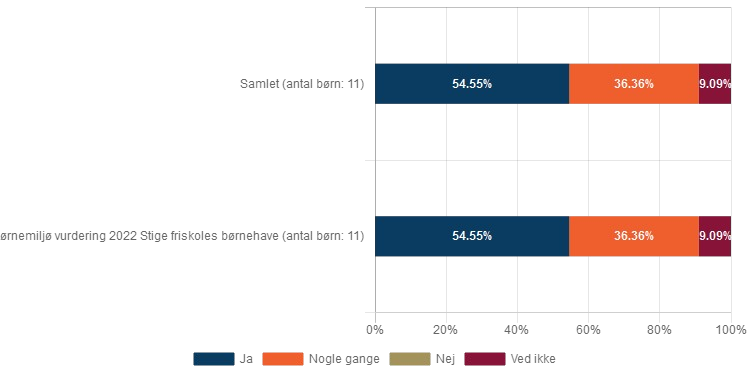 Samlet (antal børn: 11)
54.55% 36.36% 9.09%
ørnemiljø vurdering 2022 Stige friskoles børnehave (antal børn: 11)
54.55% 36.36% 9.09%
0% 20% 40% 60% 80% 100%
Ja Nogle gange Nej Ved ikke